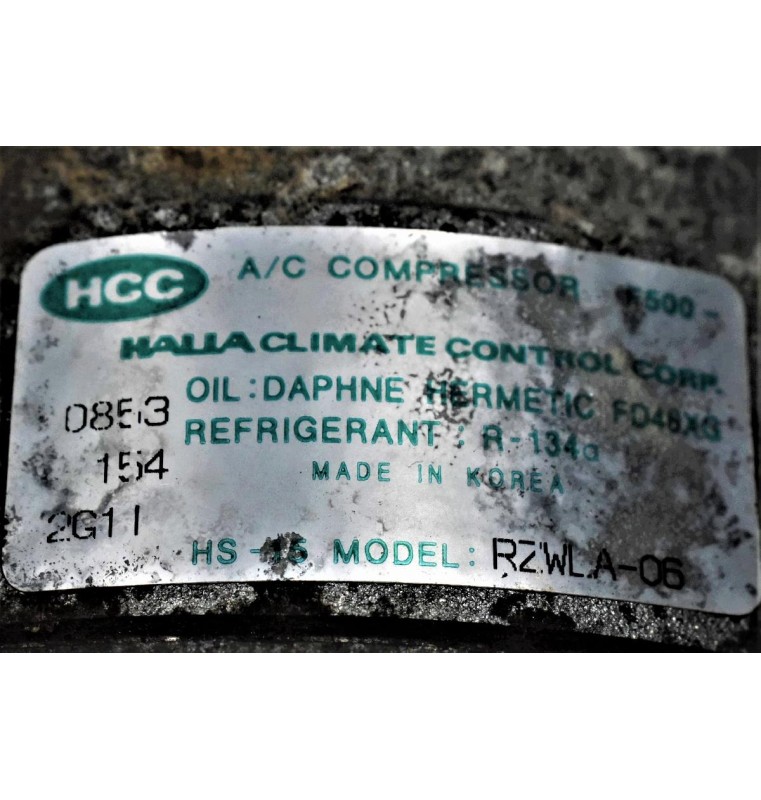 HCC A/C COMPRESSOR F500-
HALLA CLIMATE CONTROL CORP.
OIL: DAPHNE HERMETIC FD46XG
0853
REFRIGERANT: R-134a
154
MADE IN KOREA
2G11
HS-15 MODEL: RZWLA-06